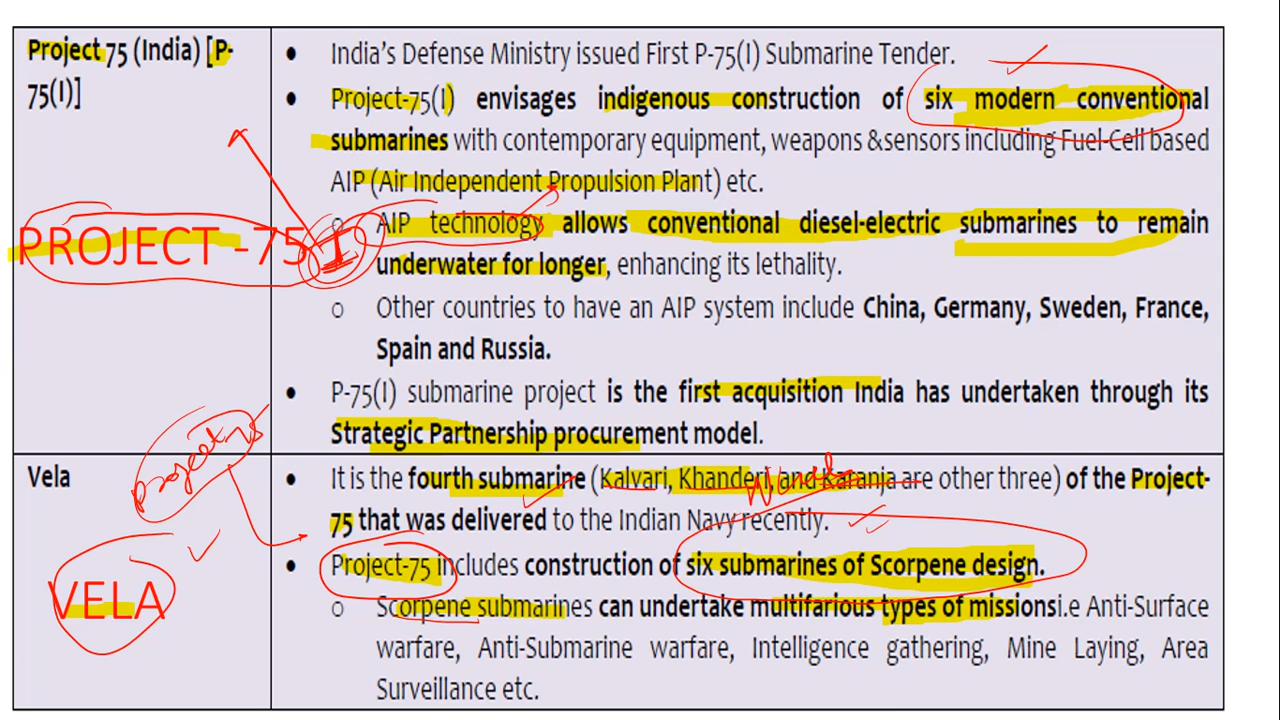 Project 75 (India) [P-
75(I)]
• India's Defense Ministry issued First P-75(I) Submarine Tender.
• Project-75(I) envisages indigenous construction of six modern conventional
submarines with contemporary equipment, weapons &sensors including Fuel-Cell based
AIP (Air Independent Propulsion Plant) etc.
o AIP technology allows conventional diesel-electric submarines to remain
underwater for longer, enhancing its lethality.
o Other countries to have an AIP system include China, Germany, Sweden, France,
Spain and Russia.
• P-75(I) submarine project is the first acquisition India has undertaken through its
Strategic Partnership procurement model.
PROJECT -75 I
Project 75
Vela
• It is the fourth submarine (Kalvari, Khanderi, and Karanja are other three) of the Project-
75 that was delivered to the Indian Navy recently.
• Project-75 includes construction of six submarines of Scorpene design.
o Scorpene submarines can undertake multifarious types of missionsi.e Anti-Surface
warfare, Anti-Submarine warfare, Intelligence gathering, Mine Laying, Area
Surveillance etc.
VELA